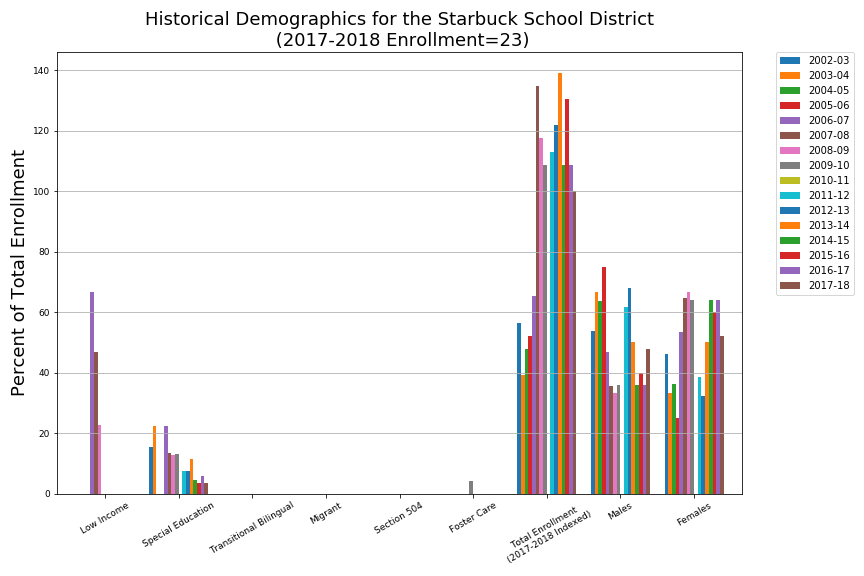 Historical Demographics for the Starbuck School District
(2017-2018 Enrollment=23)
Percent of Total Enrollment
140
120
100
80
60
40
20
0
Low Income
Special Education
Transitional Bilingual
Migrant
Section 504
Foster Care
Total Enrollment
(2017-2018 Indexed)
Males
Females
2002-03
2003-04
2004-05
2005-06
2006-07
2007-08
2008-09
2009-10
2010-11
2011-12
2012-13
2013-14
2014-15
2015-16
2016-17
2017-18